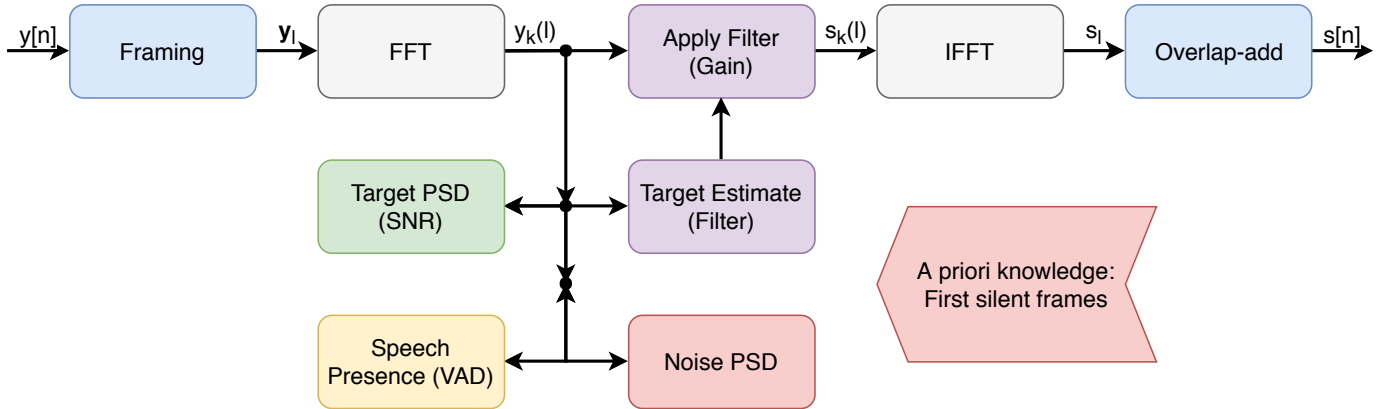 y[n]
Framing
y_l
FFT
y_k(l)
Apply Filter
(Gain)
s_k(l)
IFFT
s_l
Overlap-add
s[n]
Target PSD
(SNR)
Target Estimate
(Filter)
A priori knowledge:
First silent frames
Speech
Presence (VAD)
Noise PSD